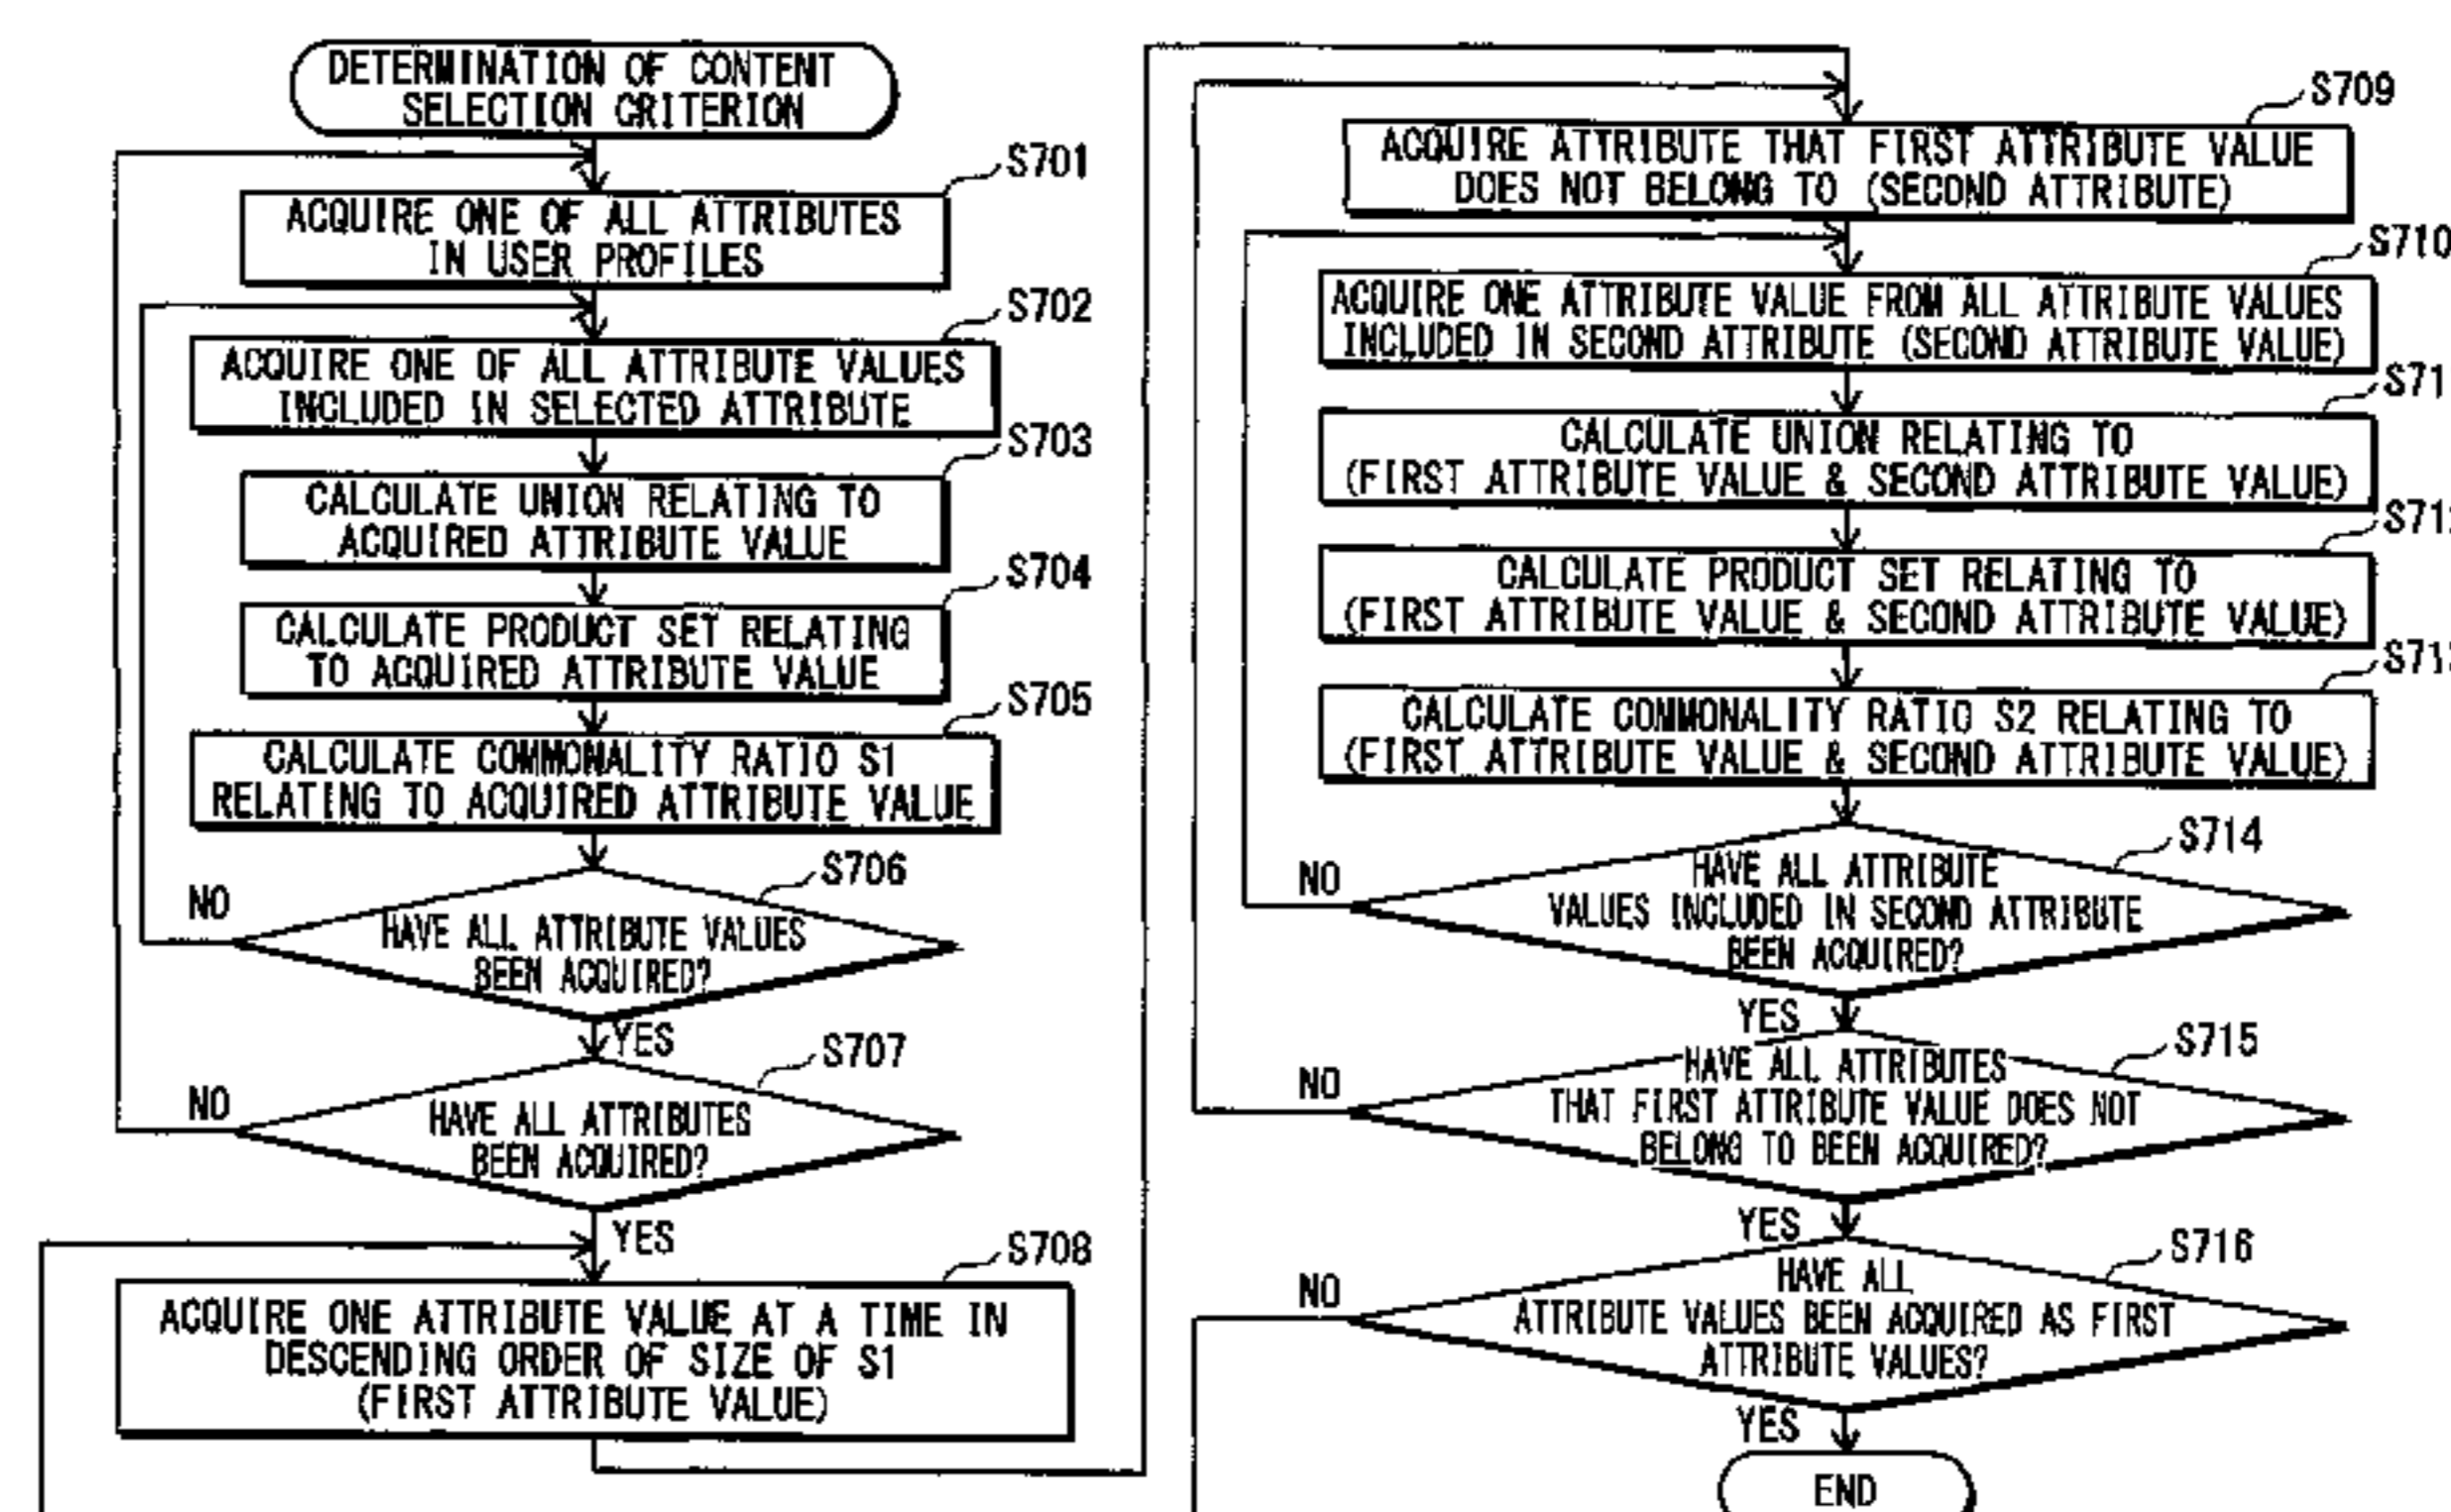 DETERMINATION OF CONTENT
SELECTION CRITERION
S701
ACQUIRE ONE OF ALL ATTRIBUTES
IN USER PROFILES
S702
ACQUIRE ONE OF ALL ATTRIBUTE VALUES
INCLUDED IN SELECTED ATTRIBUTE
S703
CALCULATE UNION RELATING TO
ACQUIRED ATTRIBUTE VALUE
S704
CALCULATE PRODUCT SET RELATING
TO ACQUIRED ATTRIBUTE VALUE
S705
CALCULATE COMMONALITY RATIO S1
RELATING TO ACQUIRED ATTRIBUTE VALUE
S706
NO
HAVE ALL ATTRIBUTE VALUES
BEEN ACQUIRED?
YES
S707
NO
HAVE ALL ATTRIBUTES
BEEN ACQUIRED?
YES
S708
ACQUIRE ONE ATTRIBUTE VALUE AT A TIME IN
DESCENDING ORDER OF SIZE OF S1
(FIRST ATTRIBUTE VALUE)
S709
ACQUIRE ATTRIBUTE THAT FIRST ATTRIBUTE VALUE
DOES NOT BELONG TO (SECOND ATTRIBUTE)
S710
ACQUIRE ONE ATTRIBUTE VALUE FROM ALL ATTRIBUTE VALUES
INCLUDED IN SECOND ATTRIBUTE (SECOND ATTRIBUTE VALUE)
S71
CALCULATE UNION RELATING TO
(FIRST ATTRIBUTE VALUE & SECOND ATTRIBUTE VALUE)
CALCULATE PRODUCT SET RELATING TO
(FIRST ATTRIBUTE VALUE & SECOND ATTRIBUTE VALUE)
CALCULATE COMMONALITY RATIO S2 RELATING TO
(FIRST ATTRIBUTE VALUE & SECOND ATTRIBUTE VALUE)
S714
NO
HAVE ALL ATTRIBUTE
VALUES INCLUDED IN SECOND ATTRIBUTE
BEEN ACQUIRED?
YES
S715
NO
HAVE ALL ATTRIBUTES
THAT FIRST ATTRIBUTE VALUE DOES NOT
BELONG TO BEEN ACQUIRED?
YES
S716
NO
HAVE ALL
ATTRIBUTE VALUES BEEN ACQUIRED AS FIRST
ATTRIBUTE VALUES?
YES
END